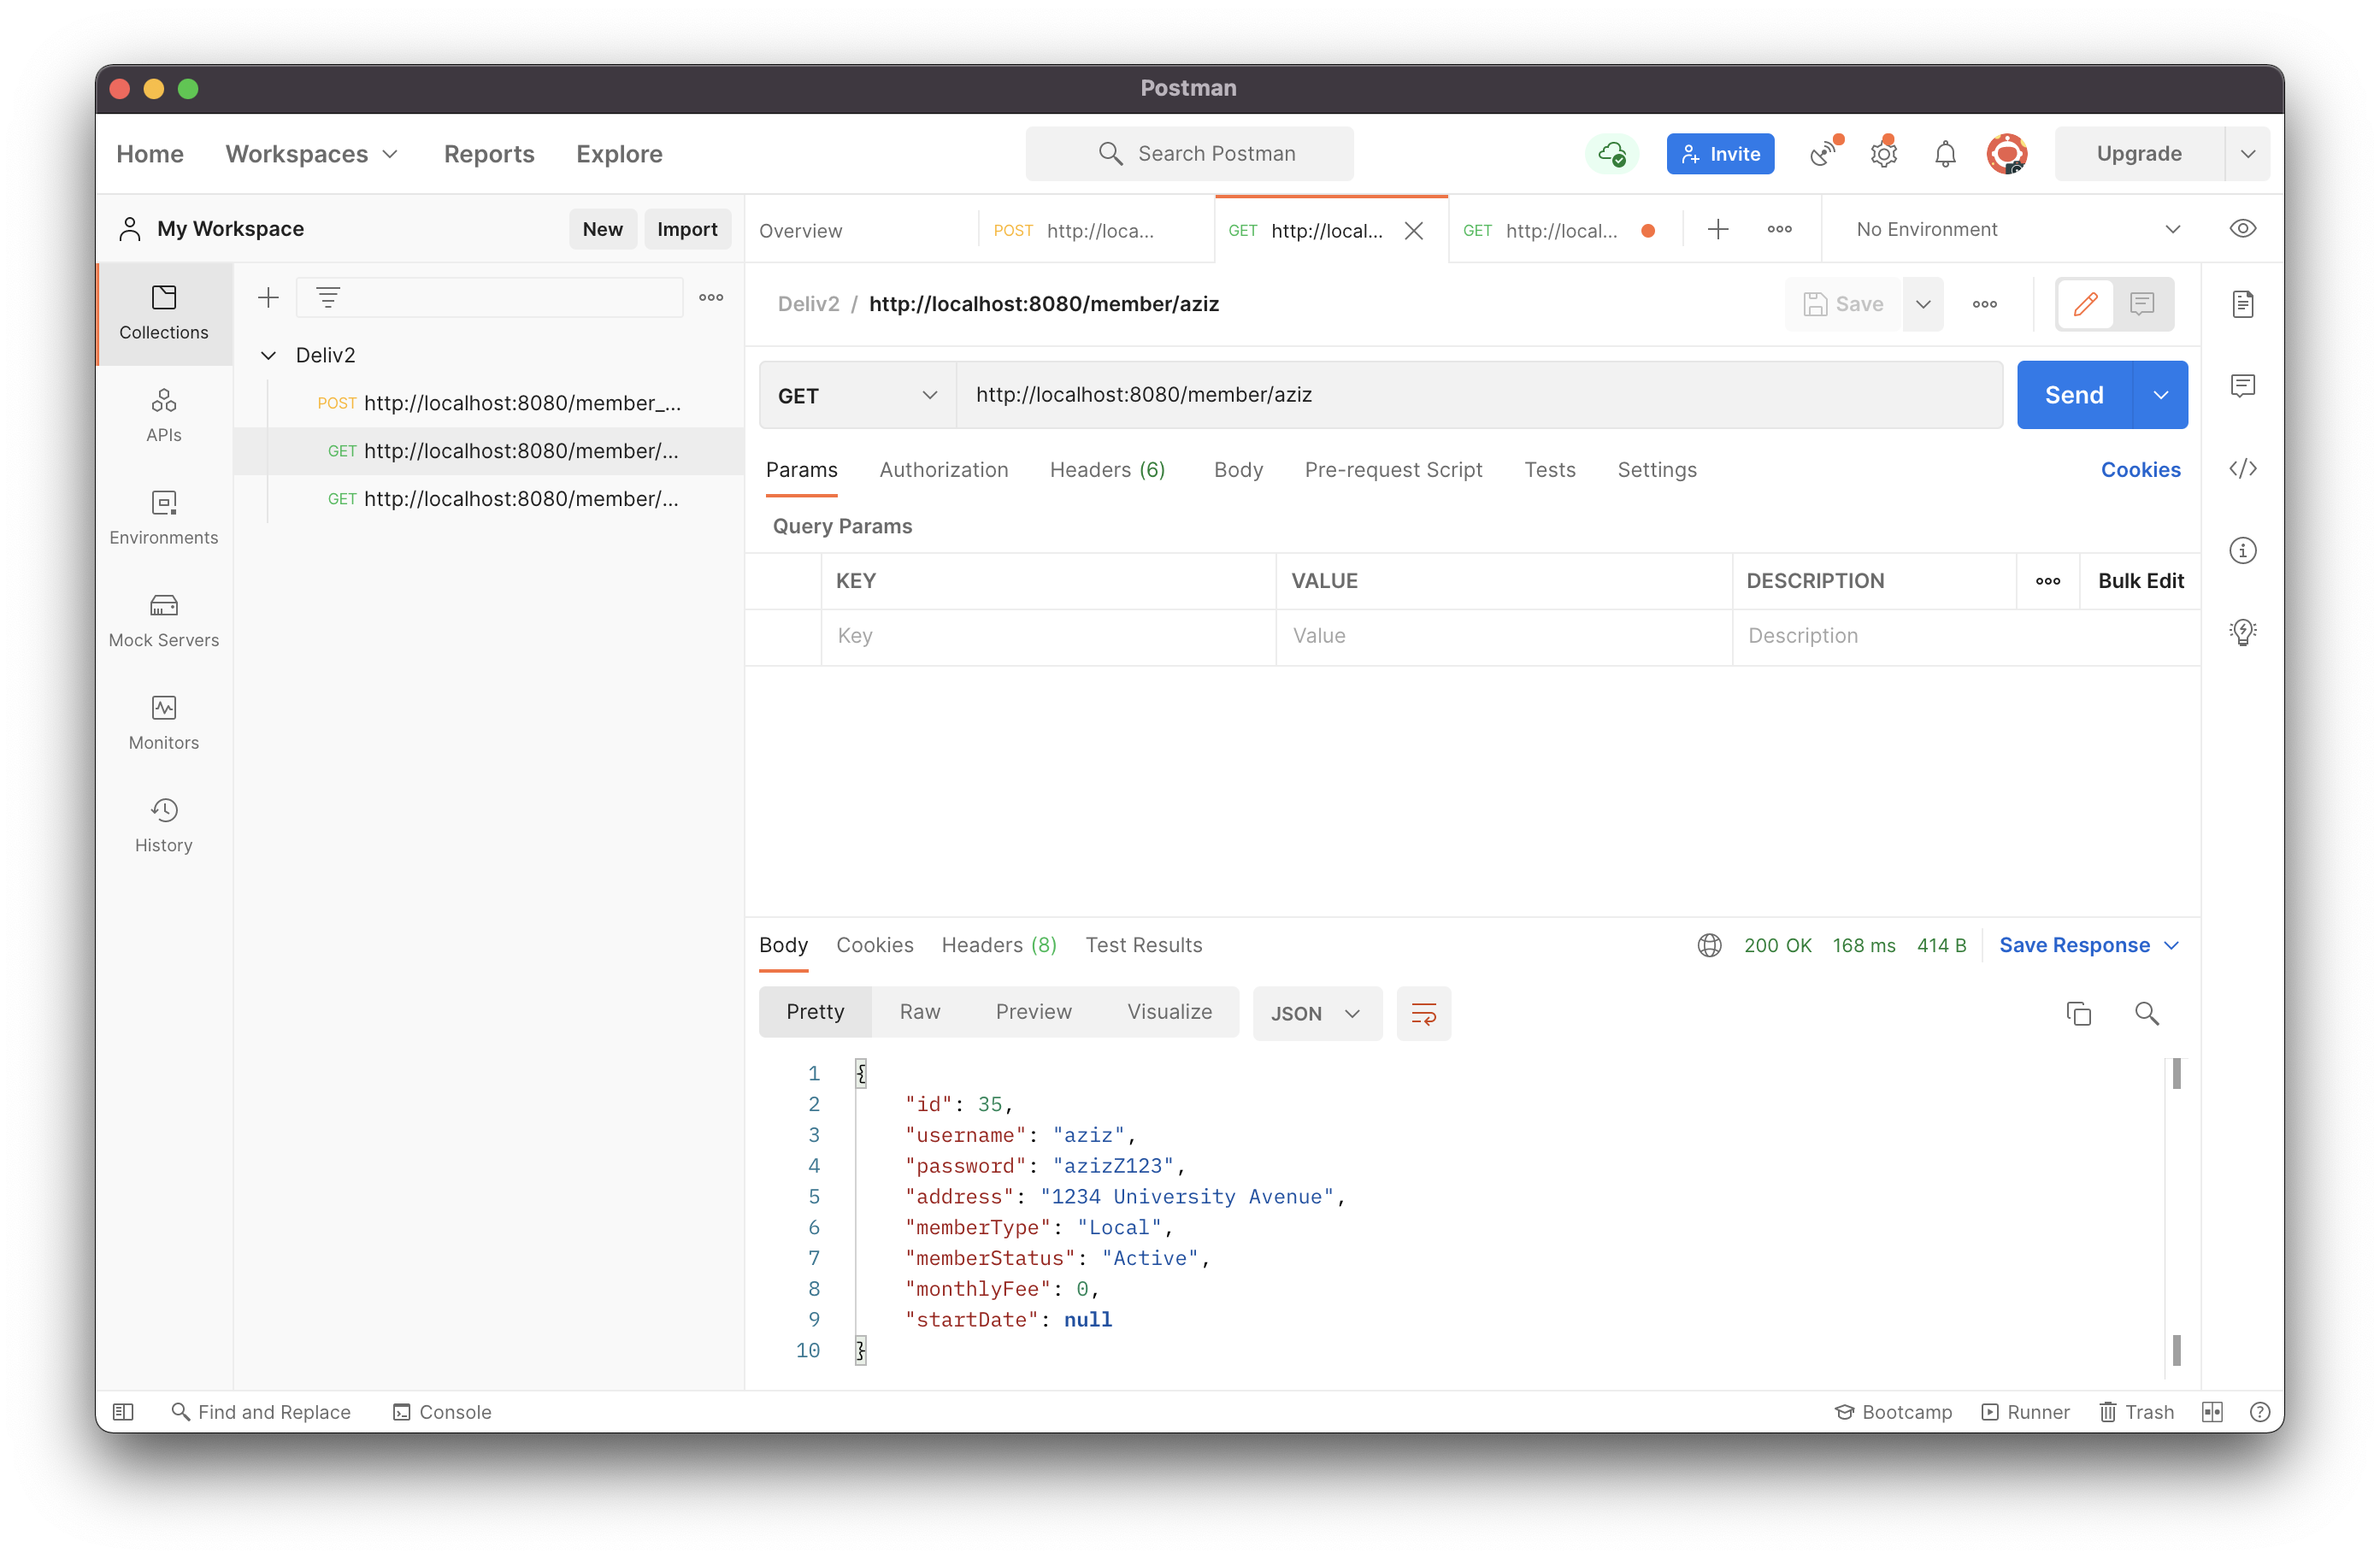 Postman
Home Workspaces Reports Explore Search Postman Invite Upgrade
My Workspace New Import Overview POST http://loca... GET http://local... GET http://local... No Environment
Collections
APIs
Environments
Mock Servers
Monitors
History
Deliv2
POST http://localhost:8080/member_...
GET http://localhost:8080/member/...
GET http://localhost:8080/member/...
Deliv2 / http://localhost:8080/member/aziz Save
GET http://localhost:8080/member/aziz Send
Params Authorization Headers (6) Body Pre-request Script Tests Settings Cookies
Query Params
KEY VALUE DESCRIPTION Bulk Edit
Key Value Description
Body Cookies Headers (8) Test Results 200 OK 168 ms 414 B Save Response
Pretty Raw Preview Visualize JSON
1 {
2 "id": 35,
3 "username": "aziz",
4 "password": "azizZ123",
5 "address": "1234 University Avenue",
6 "memberType": "Local",
7 "memberStatus": "Active",
8 "monthlyFee": 0,
9 "startDate": null
10 }
Find and Replace Console Bootcamp Runner Trash